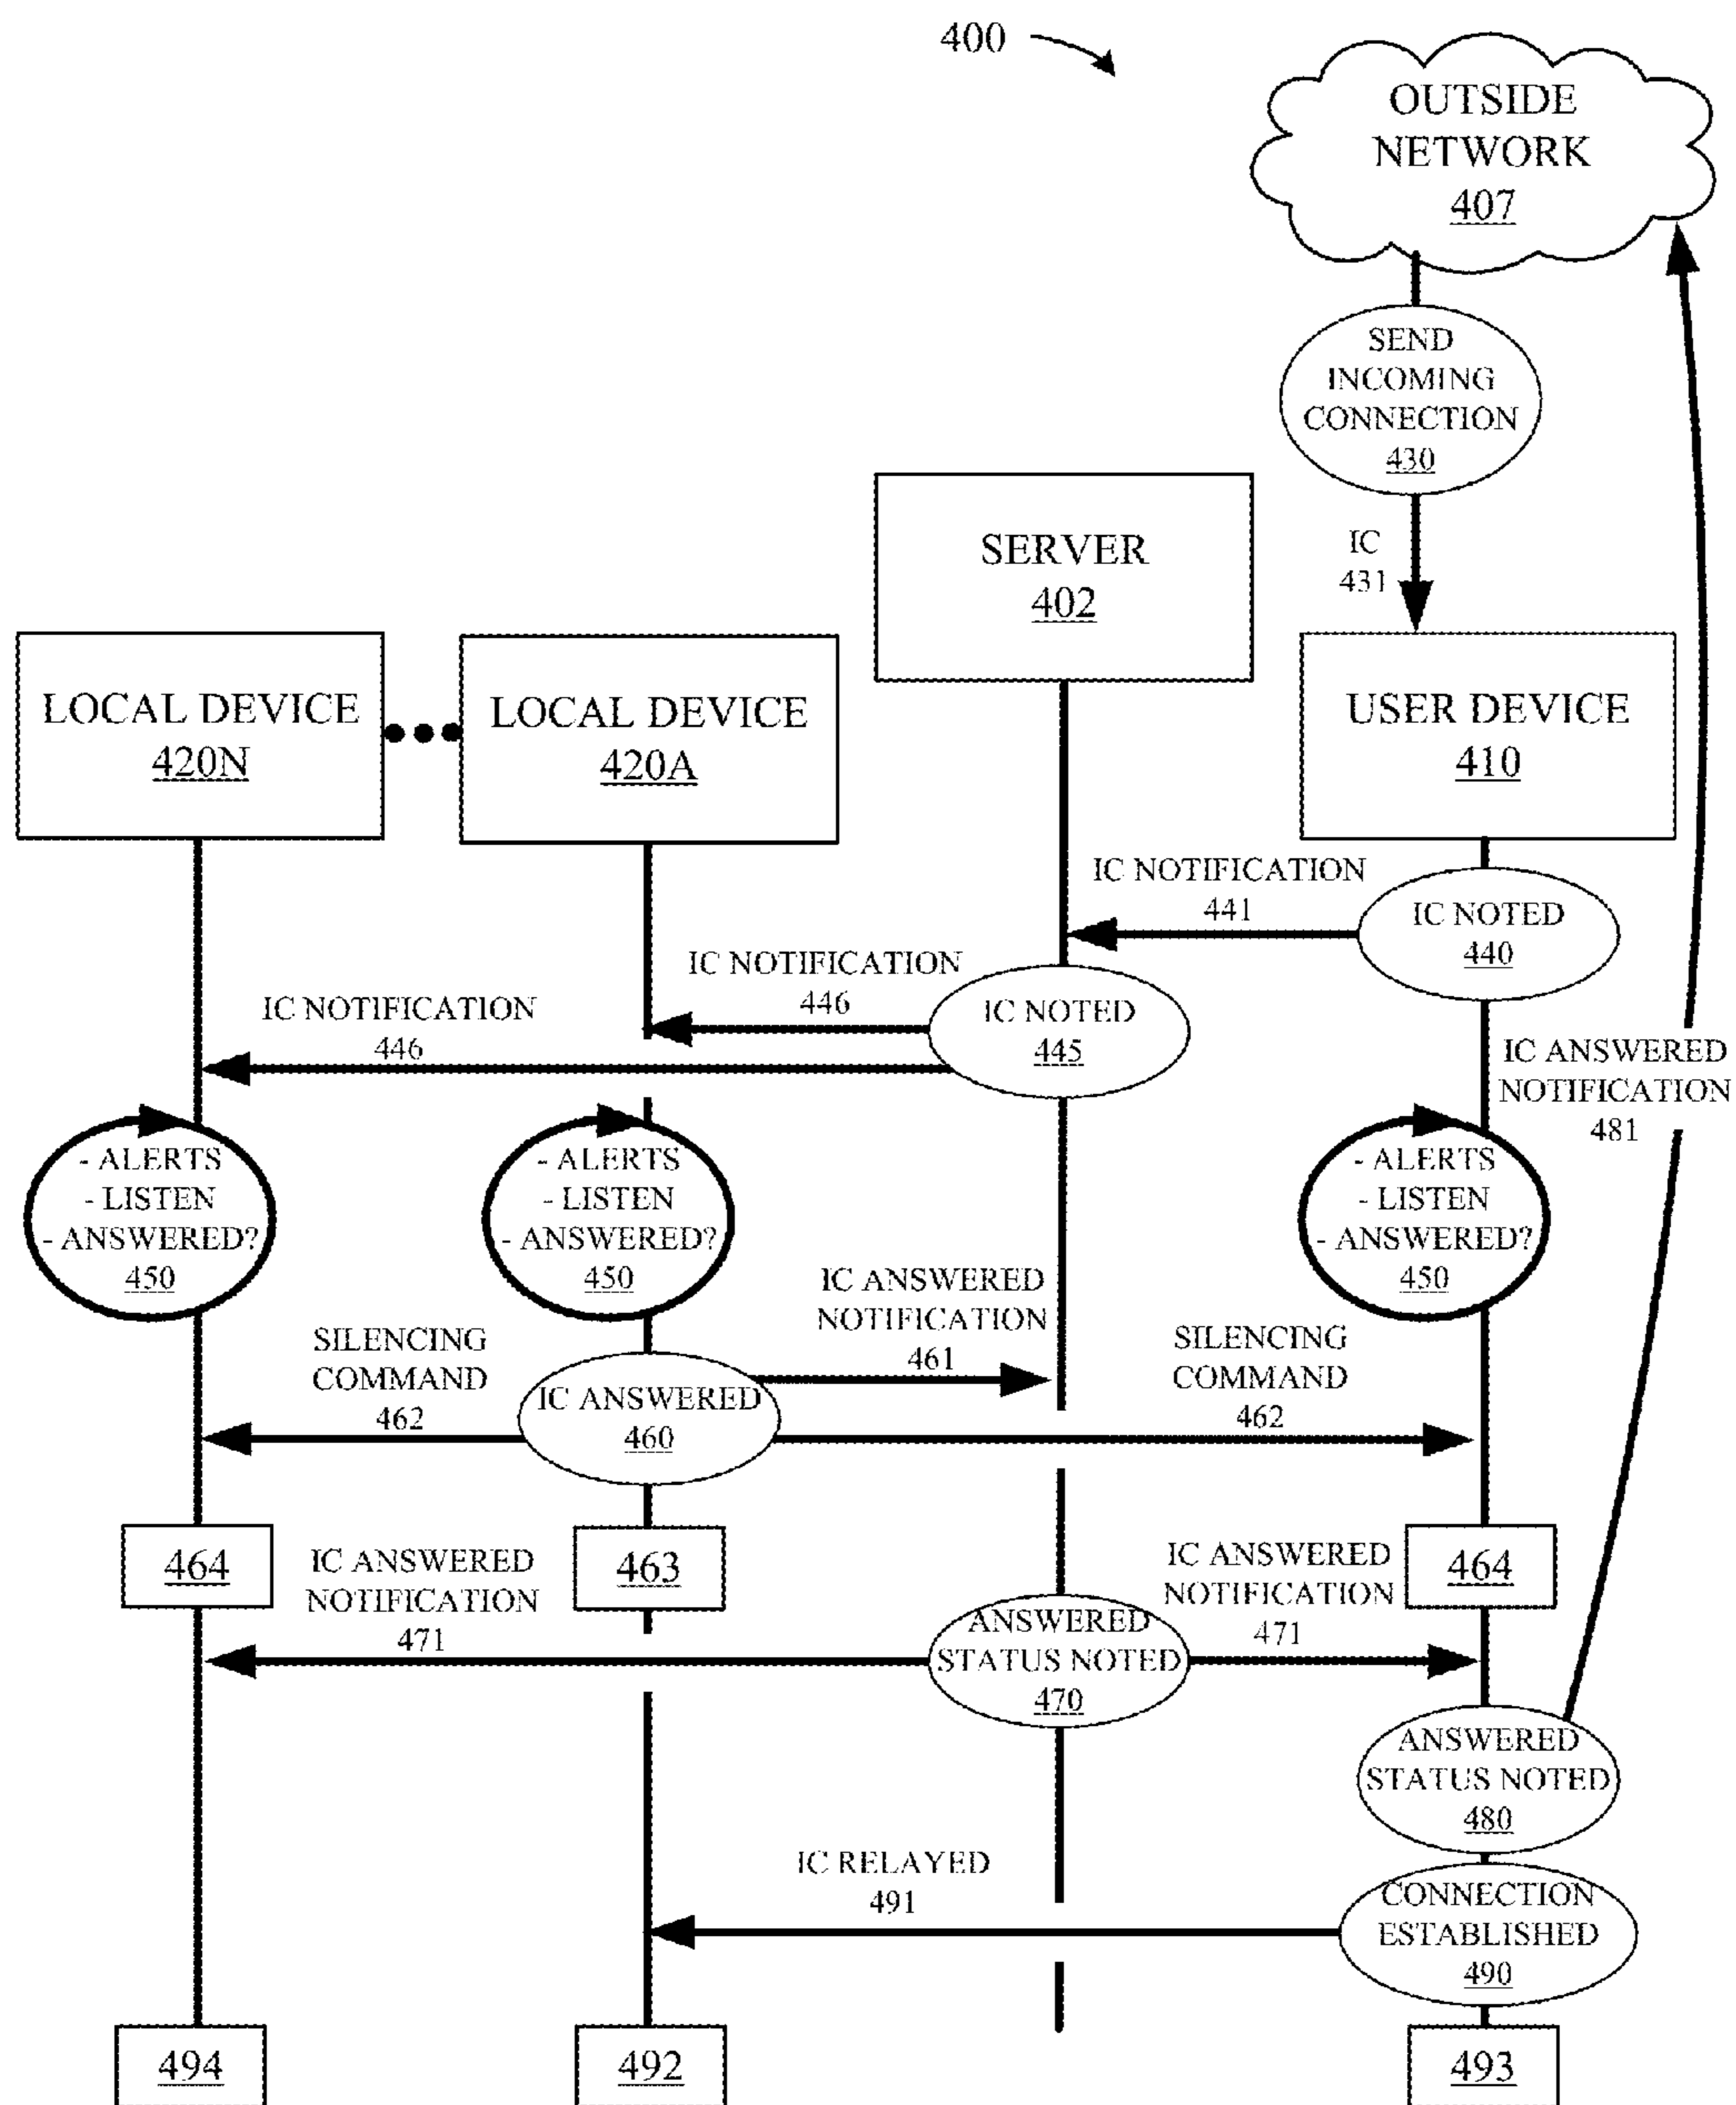 400
OUTSIDE
NETWORK
407
SEND
INCOMING
CONNECTION
430
IC
431
SERVER
402
LOCAL DEVICE
420N
LOCAL DEVICE
420A
USER DEVICE
410
IC NOTIFICATION
441
IC NOTED
440
IC NOTIFICATION
446
IC NOTIFICATION
446
IC NOTED
445
IC ANSWERED
NOTIFICATION
481
- ALERTS
- LISTEN
- ANSWERED?
450
- ALERTS
- LISTEN
- ANSWERED?
450
- ALERTS
- LISTEN
- ANSWERED?
450
IC ANSWERED
NOTIFICATION
461
SILENCING
COMMAND
462
IC ANSWERED
460
SILENCING
COMMAND
462
464
IC ANSWERED
NOTIFICATION
471
463
IC ANSWERED
NOTIFICATION
471
464
ANSWERED
STATUS NOTED
470
ANSWERED
STATUS NOTED
480
IC RELAYED
491
CONNECTION
ESTABLISHED
490
494
492
493